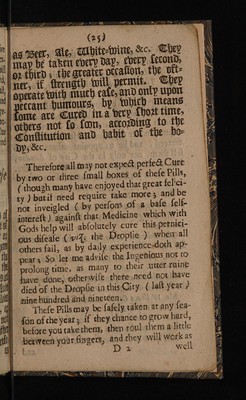 (25)
as Beer, Ale, White-wine, &c. They
may be taken every day, every second,
or third; the greater occasion, the oft-
ner, if strength will permit. They
operate with much ease, and only upon
peccant humours, by which means
some are Cured in a very short time,
others not so soon, according to the
Constitution and habit of the bo-
dy, &c.
Therefore all may not expect perfect Cure
by two or three small boxes of these Pills,
(though many have enjoyed that great felici-
ty) but if need require take more; and be
not inveigled (by persons of a base self-
interest) against that Medicine which with
Gods help will absolutely cure this pernici-
ous disease (viz. the Dropsie) when all
others fail, as by daily experience doth ap-
pear; So let me advise the Ingenious not to
prolong time, as many to their utter ruine
have done, otherwise there need not have
died of the Dropsie in this City (last year)
nine hundred and nineteen.
These Pills may be safely taken at any sea-
son of the year; if they chance to grow hard,
before you take them, then roul them a little
between your fingers, and they will work as
D 2 well